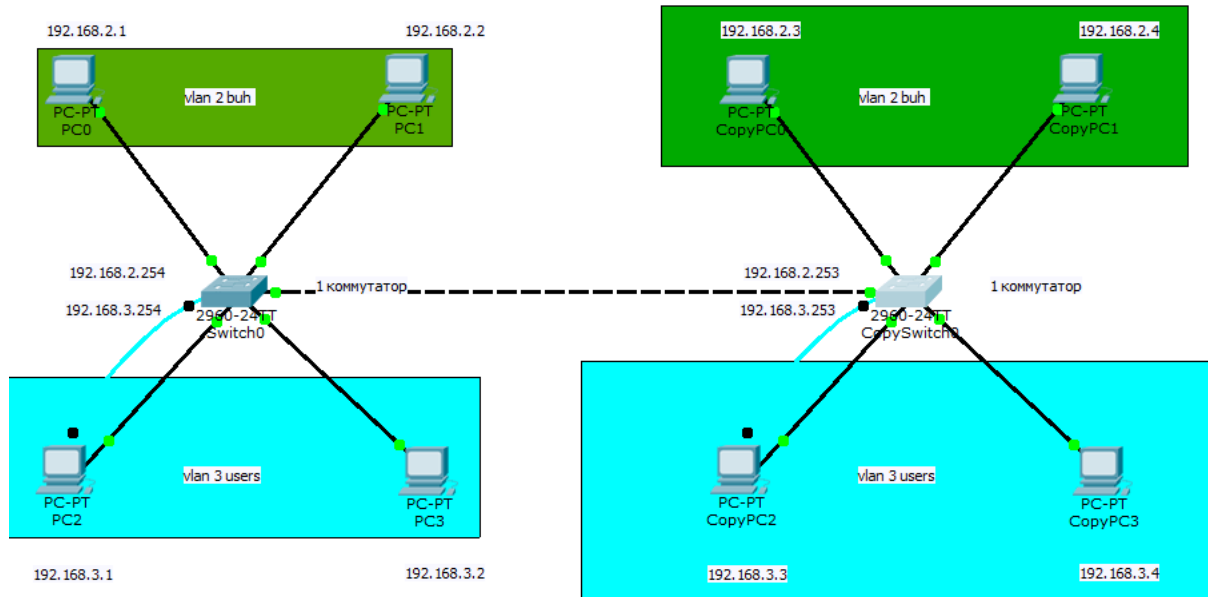 192.168.2.1
192.168.2.2
192.168.2.3
192.168.2.4
vlan 2 buh
vlan 2 buh
PC-PT
PC0
PC-PT
PC1
PC-PT
CopyPC0
PC-PT
CopyPC1
192.168.2.254
1 коммутатор
192.168.2.253
1 коммутатор
192.168.3.254
192.168.3.253
2960-24TT
Switch0
2960-24TT
CopySwitch0
vlan 3 users
vlan 3 users
PC-PT
PC2
PC-PT
PC3
PC-PT
CopyPC2
PC-PT
CopyPC3
192.168.3.1
192.168.3.2
192.168.3.3
192.168.3.4